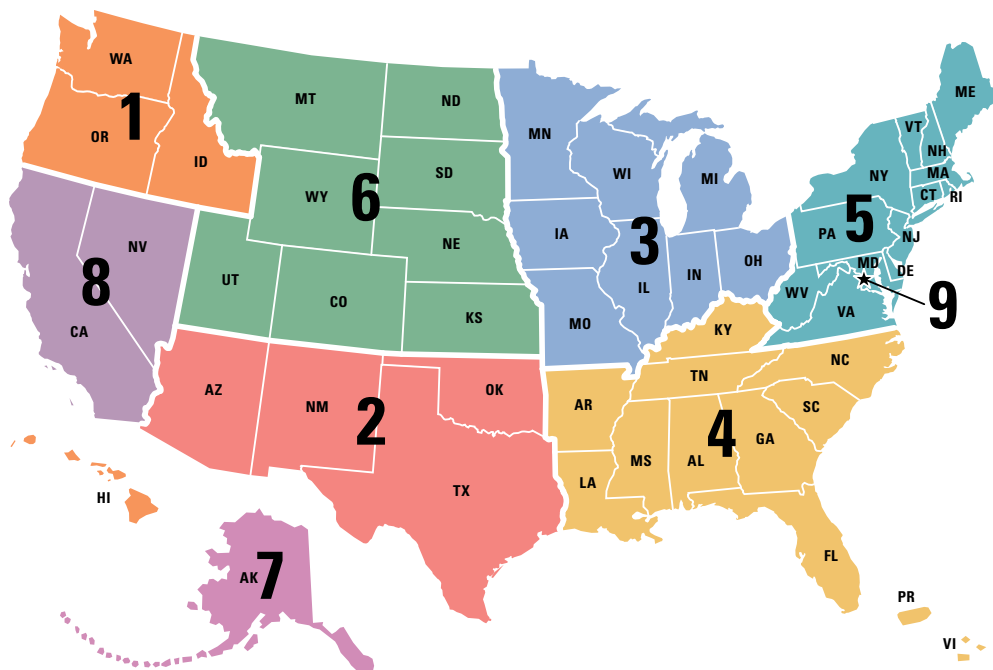 WA
MT
ND
ME
OR
1
ID
MN
VT
NH
WI
MI
NY
MA
CT
RI
SD
WY
6
NE
IA
3
5
PA
NJ
NV
8
CA
UT
CO
KS
IL
IN
OH
MD
DE
WV
VA
9
MO
KY
NC
TN
AZ
NM
2
OK
AR
SC
4
GA
TX
LA
MS
AL
HI
AK
7
FL
PR
VI